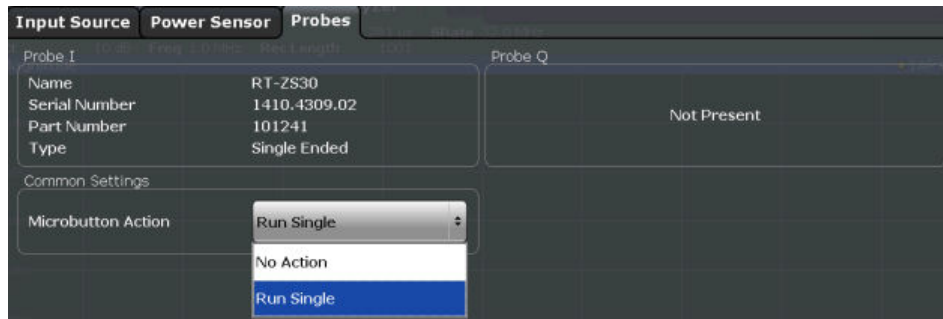 Input Source Power Sensor Probes
Probe I
Name RT-ZS30
Serial Number 1410.4309.02
Part Number 101241
Type Single Ended
Probe Q
Not Present
Common Settings
Microbutton Action Run Single
No Action
Run Single